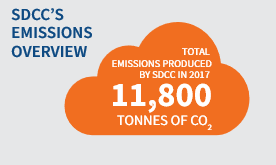 SDCC'S
EMISSIONS
OVERVIEW
TOTAL
EMISSIONS PRODUCED
BY SDCC IN 2017
11,800
TONNES OF CO₂